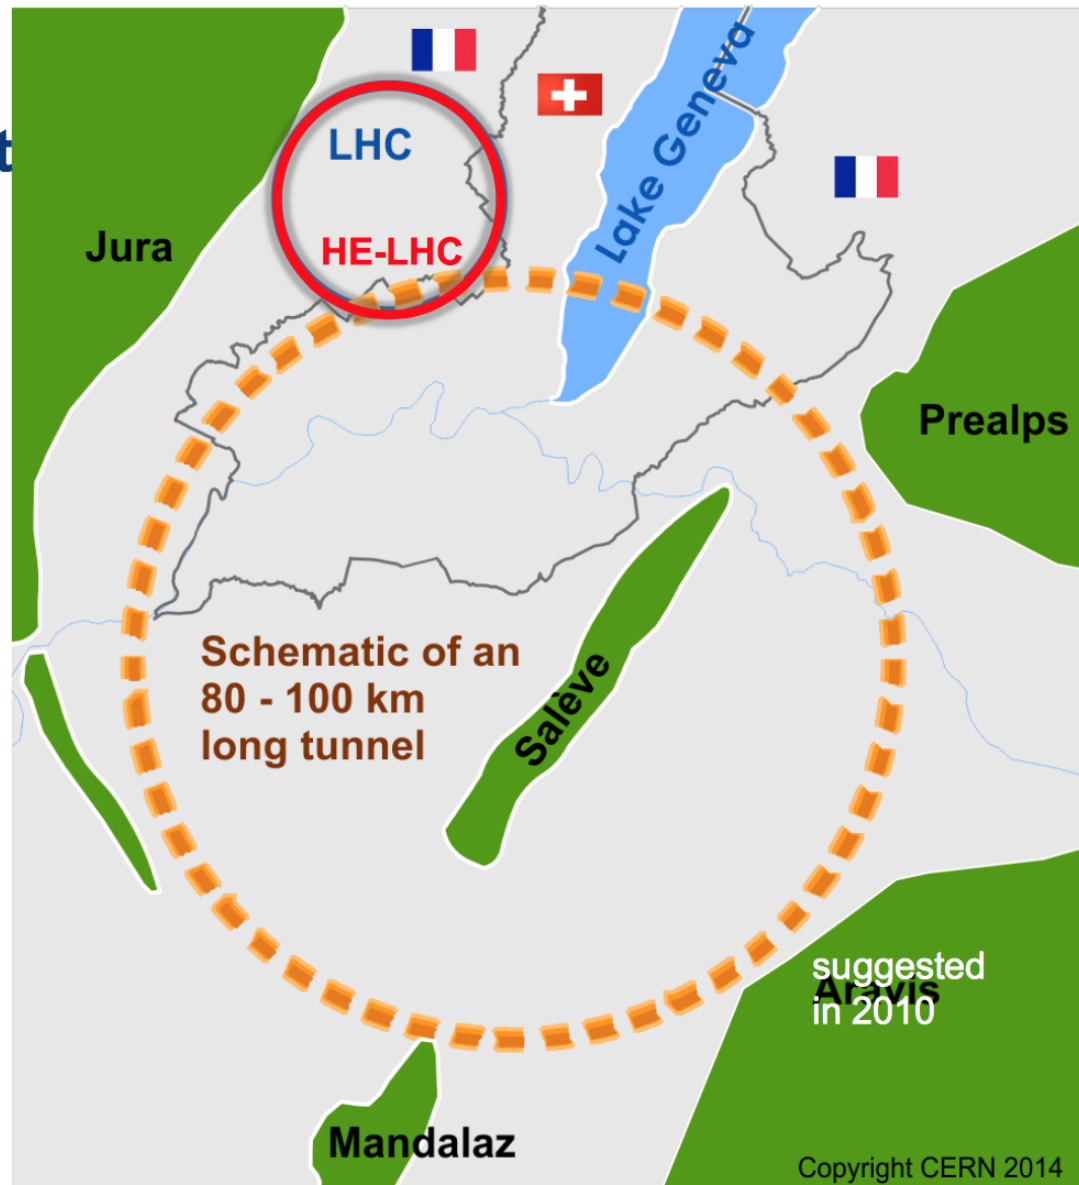 t
LHC
Lake Geneva
Jura
HE-LHC
Prealps
Schematic of an
80 - 100 km
long tunnel
Salève
suggested
Aravis
in 2010
Mandalaz
Copyright CERN 2014